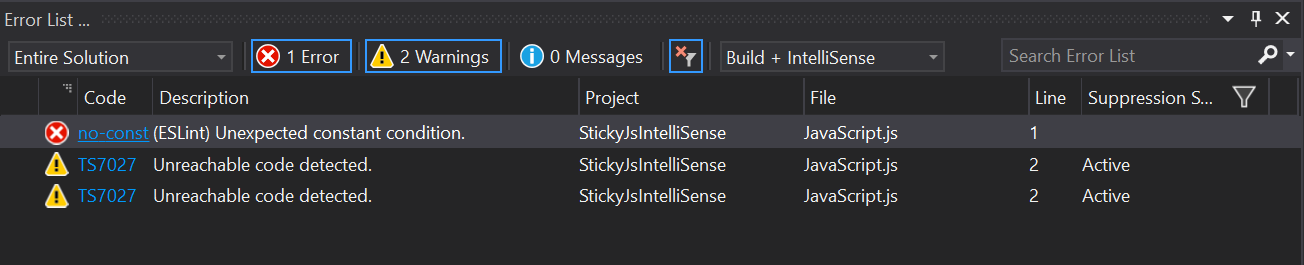 Error List ...
Entire Solution 1 Error 2 Warnings 0 Messages Build + IntelliSense Search Error List
Code Description Project File Line Suppression S...
no-const (ESLint) Unexpected constant condition. StickyJsIntelliSense JavaScript.js 1
TS7027 Unreachable code detected. StickyJsIntelliSense JavaScript.js 2 Active
TS7027 Unreachable code detected. StickyJsIntelliSense JavaScript.js 2 Active